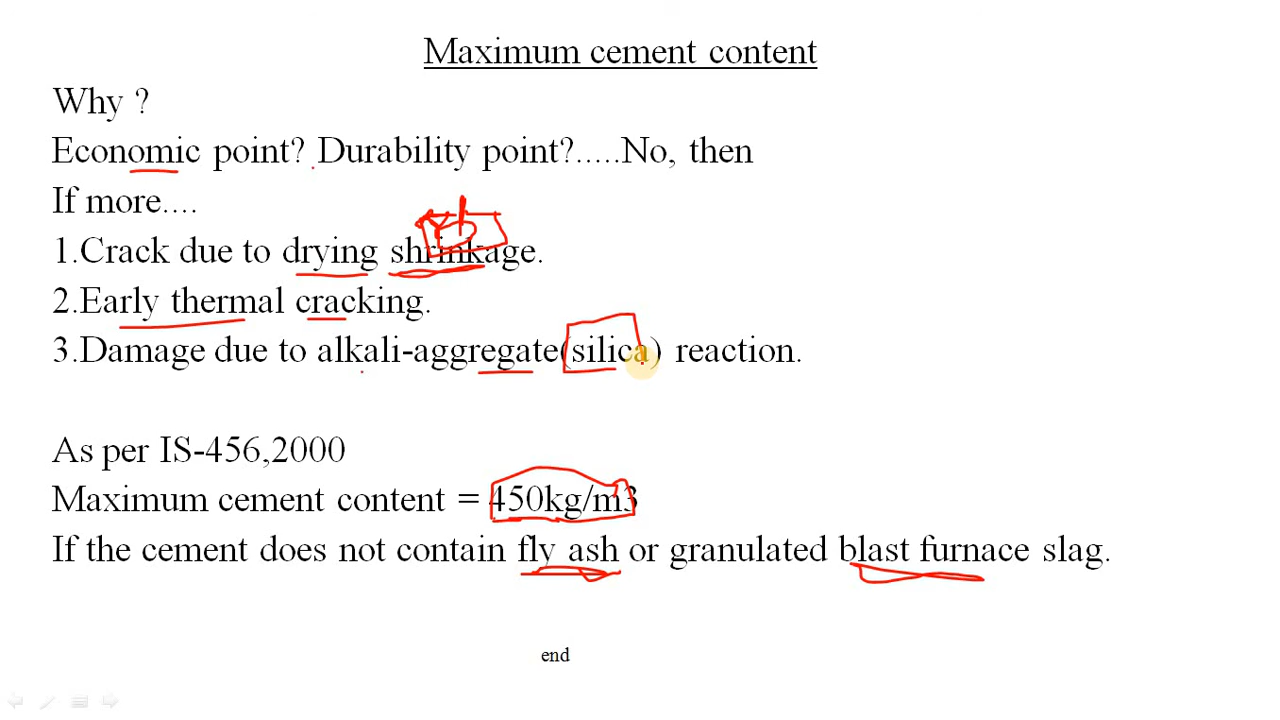 Maximum cement content
Why ?
Economic point? Durability point?.....No, then
If more....
1.Crack due to drying shrinkage.
2.Early thermal cracking.
3.Damage due to alkali-aggregate(silica) reaction.
As per IS-456,2000
Maximum cement content = 450kg/m3
If the cement does not contain fly ash or granulated blast furnace slag.
end